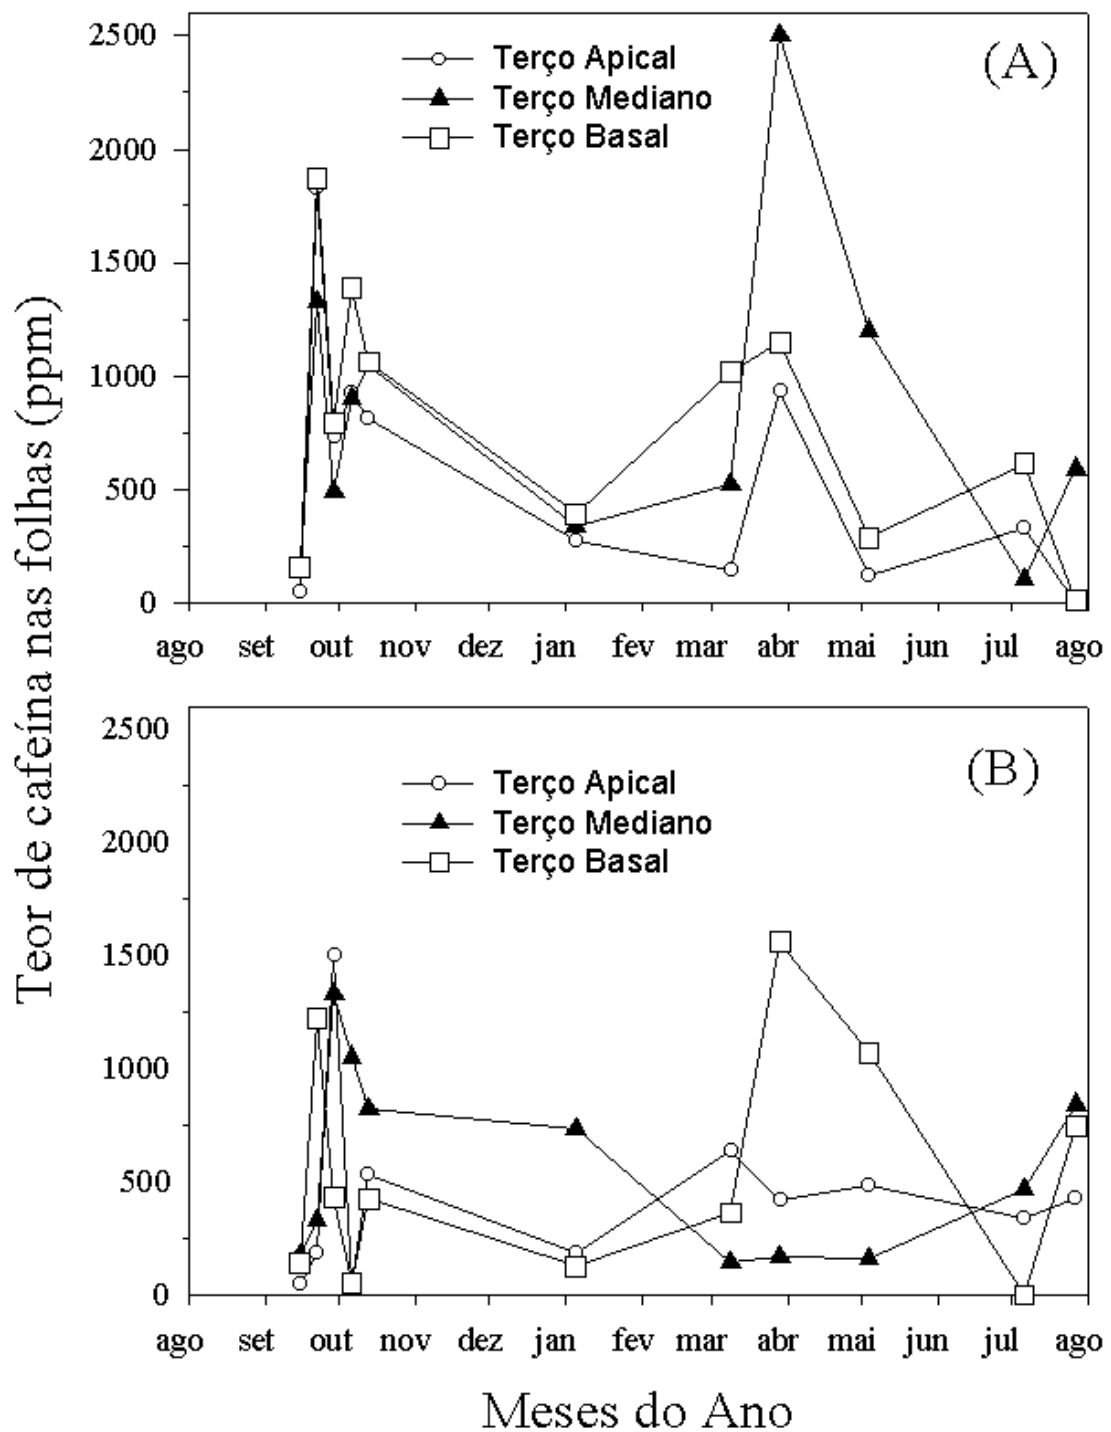 Teor de cafeína nas folhas (ppm)
2500
2000
1500
1000
500
0
Terço Apical
Terço Mediano
Terço Basal
(A)
ago set out nov dez jan fev mar abr mai jun jul ago
2500
2000
1500
1000
500
0
Terço Apical
Terço Mediano
Terço Basal
(B)
ago set out nov dez jan fev mar abr mai jun jul ago
Meses do Ano